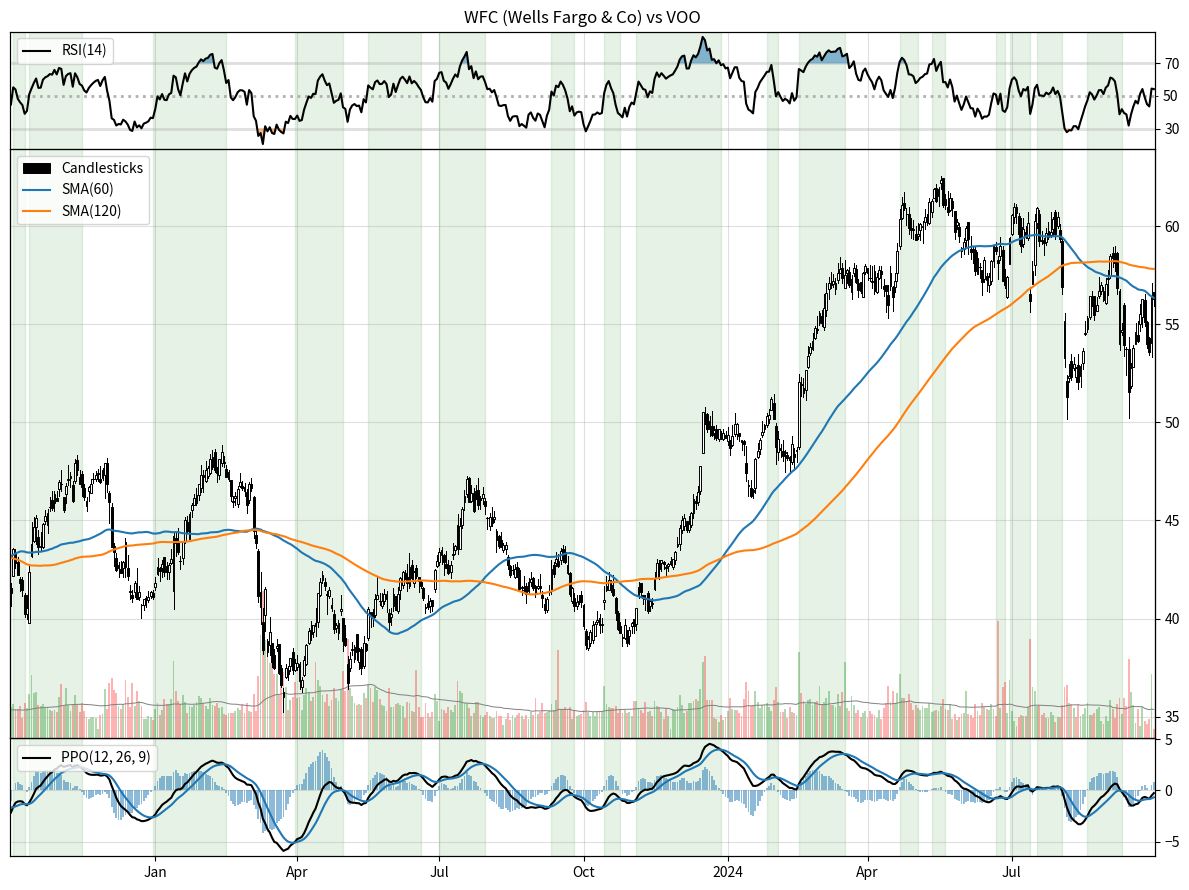 WFC (Wells Fargo & Co) vs VOO
RSI(14)
70
50
30
Candlesticks
SMA(60)
SMA(120)
60
55
50
45
40
35
PPO(12, 26, 9)
5
0
−5
Jan Apr Jul Oct 2024 Apr Jul